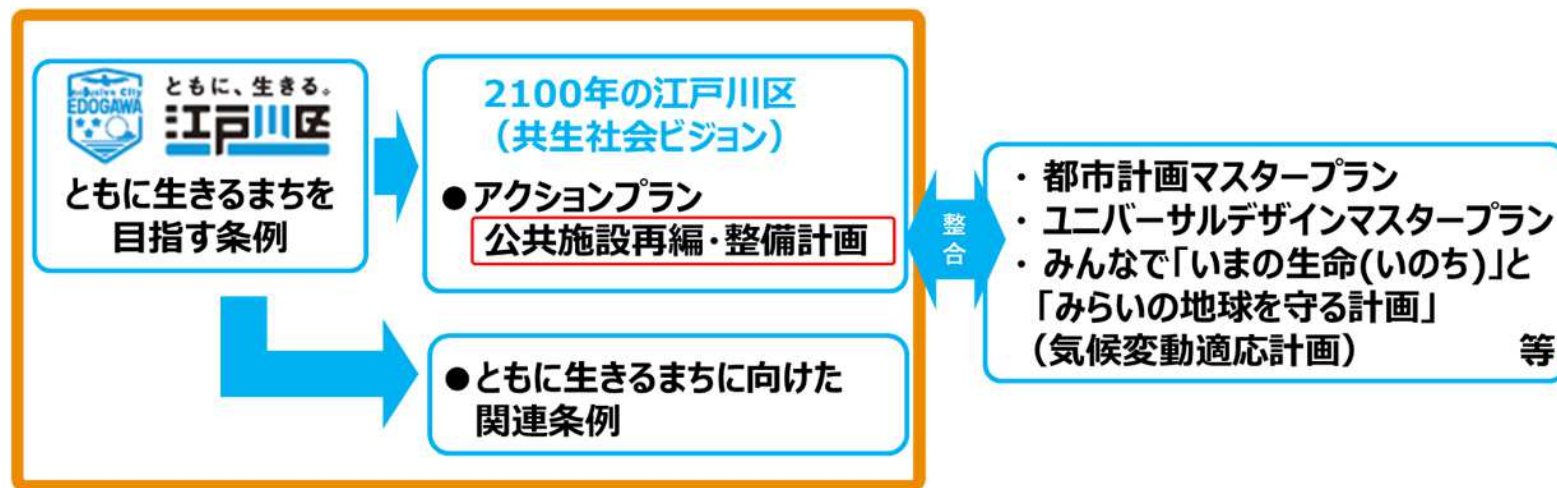 Inclusive City
EDOGAWA
ともに、生きる。
江戸川区
ともに生きるまちを
目指す条例
2100年の江戸川区
（共生社会ビジョン）
●アクションプラン
公共施設再編・整備計画
●ともに生きるまちに向けた
関連条例
整
合
・ 都市計画マスタープラン
・ ユニバーサルデザインマスタープラン
・ みんなで「いまの生命(いのち)」と
「みらいの地球を守る計画」
（気候変動適応計画） 等